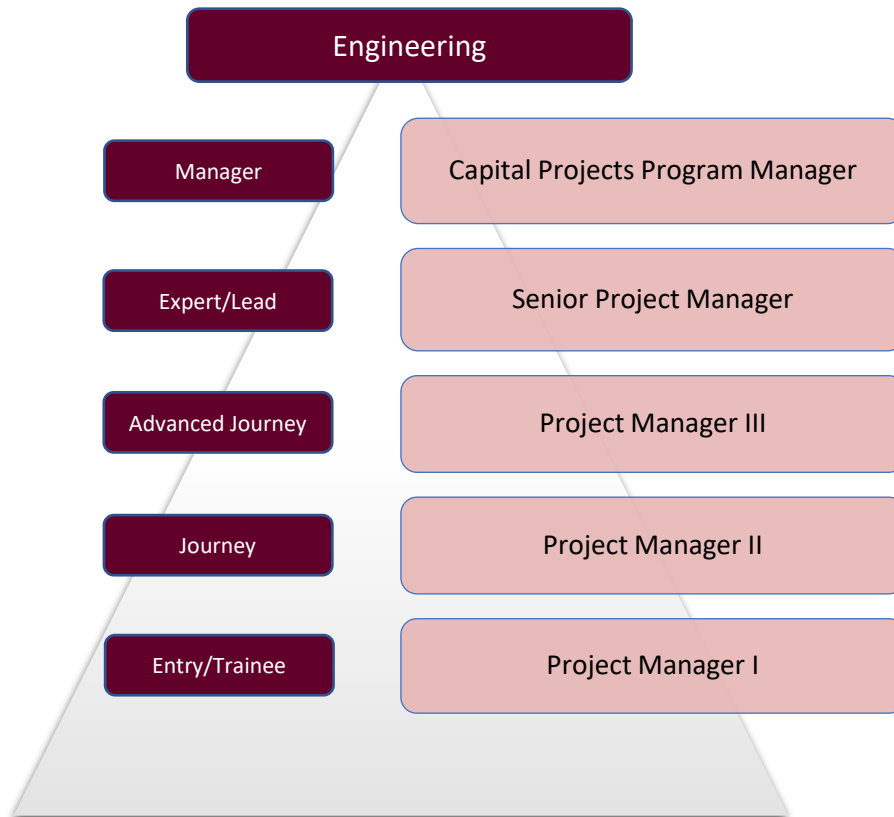 Engineering
Manager
Capital Projects Program Manager
Expert/Lead
Senior Project Manager
Advanced Journey
Project Manager III
Journey
Project Manager II
Entry/Trainee
Project Manager I